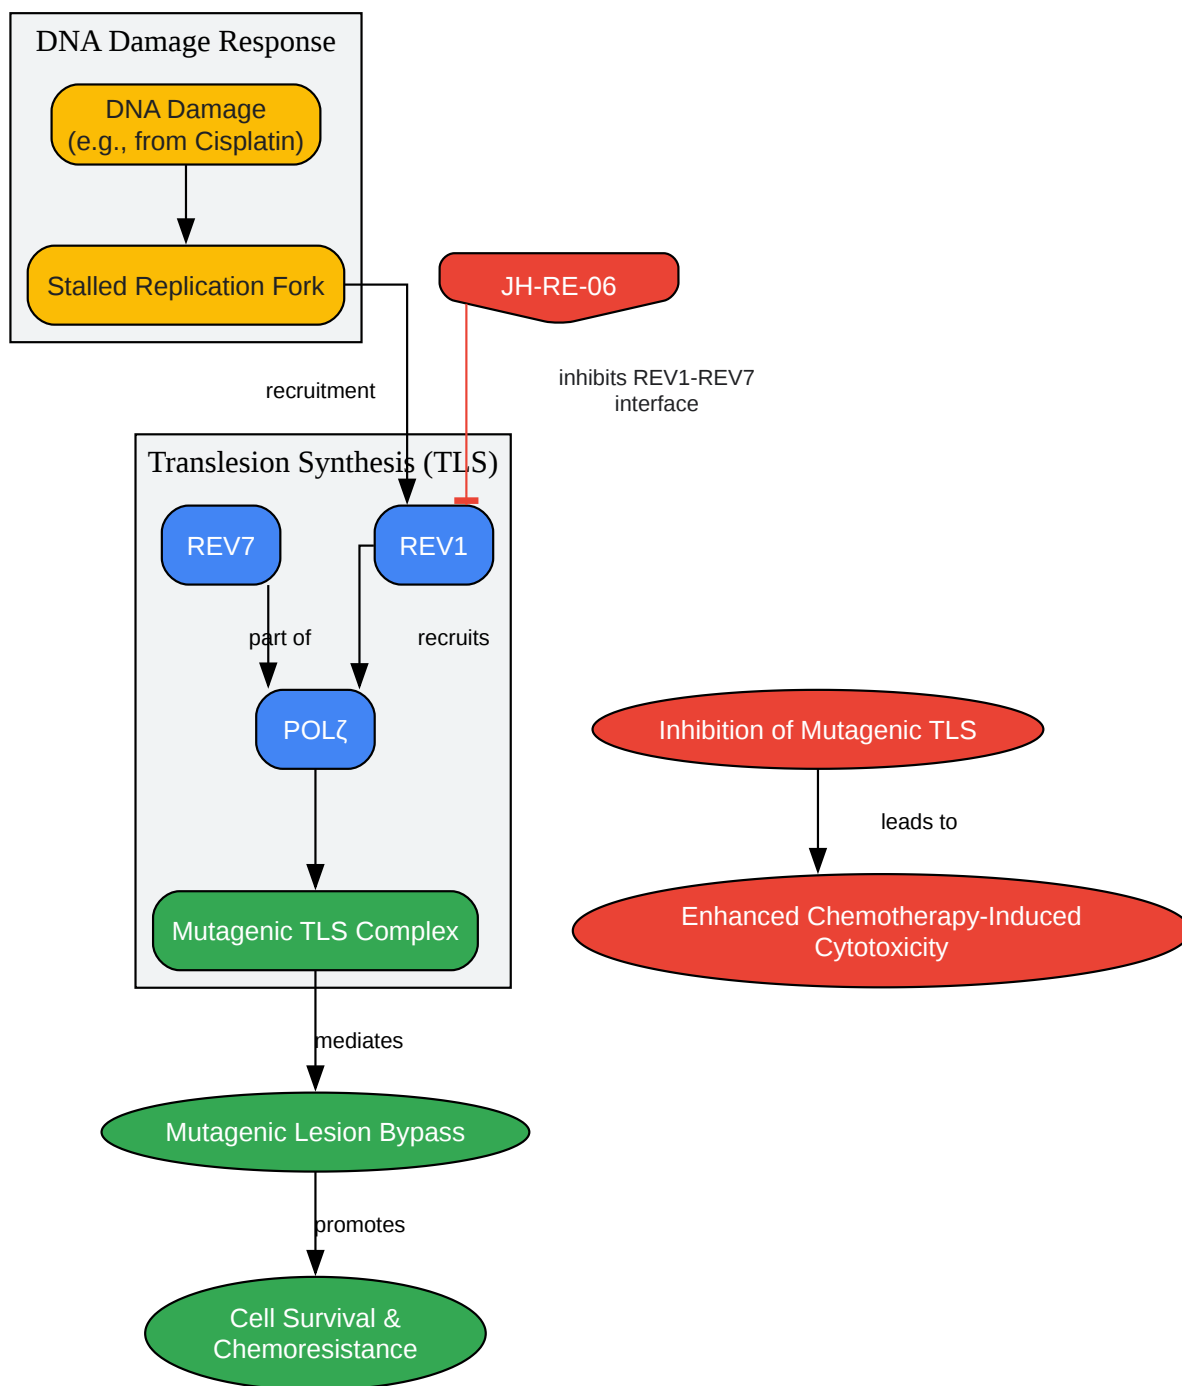 DNA Damage Response
DNA Damage
(e.g., from Cisplatin)
Stalled Replication Fork
JH-RE-06
recruitment
inhibits REV1-REV7
interface
Translesion Synthesis (TLS)
REV7
REV1
part of
recruits
POLζ
Inhibition of Mutagenic TLS
leads to
Mutagenic TLS Complex
Enhanced Chemotherapy-Induced
Cytotoxicity
mediates
Mutagenic Lesion Bypass
promotes
Cell Survival &
Chemoresistance